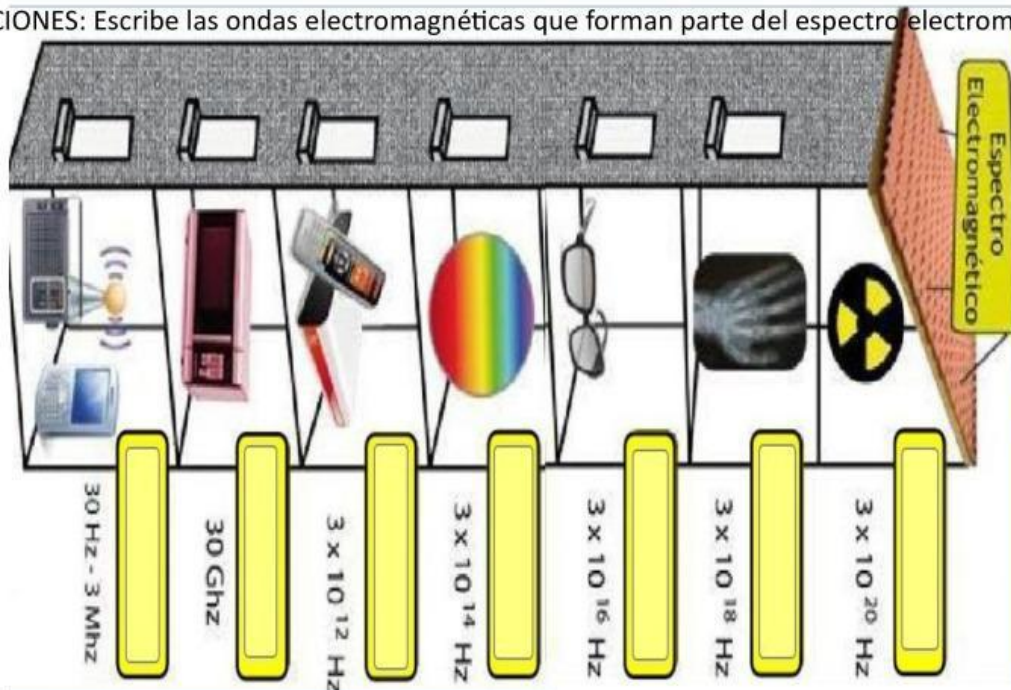 CIONES: Escribe las ondas electromagnéticas que forman parte del espectro electrom
Espectro
Electromagnético
3 x 10 20 Hz
3 x 10 18 Hz
3 x 10 16 Hz
3 x 10 14 Hz
3 x 10 12 Hz
30 Ghz
30 Hz - 3 Mhz